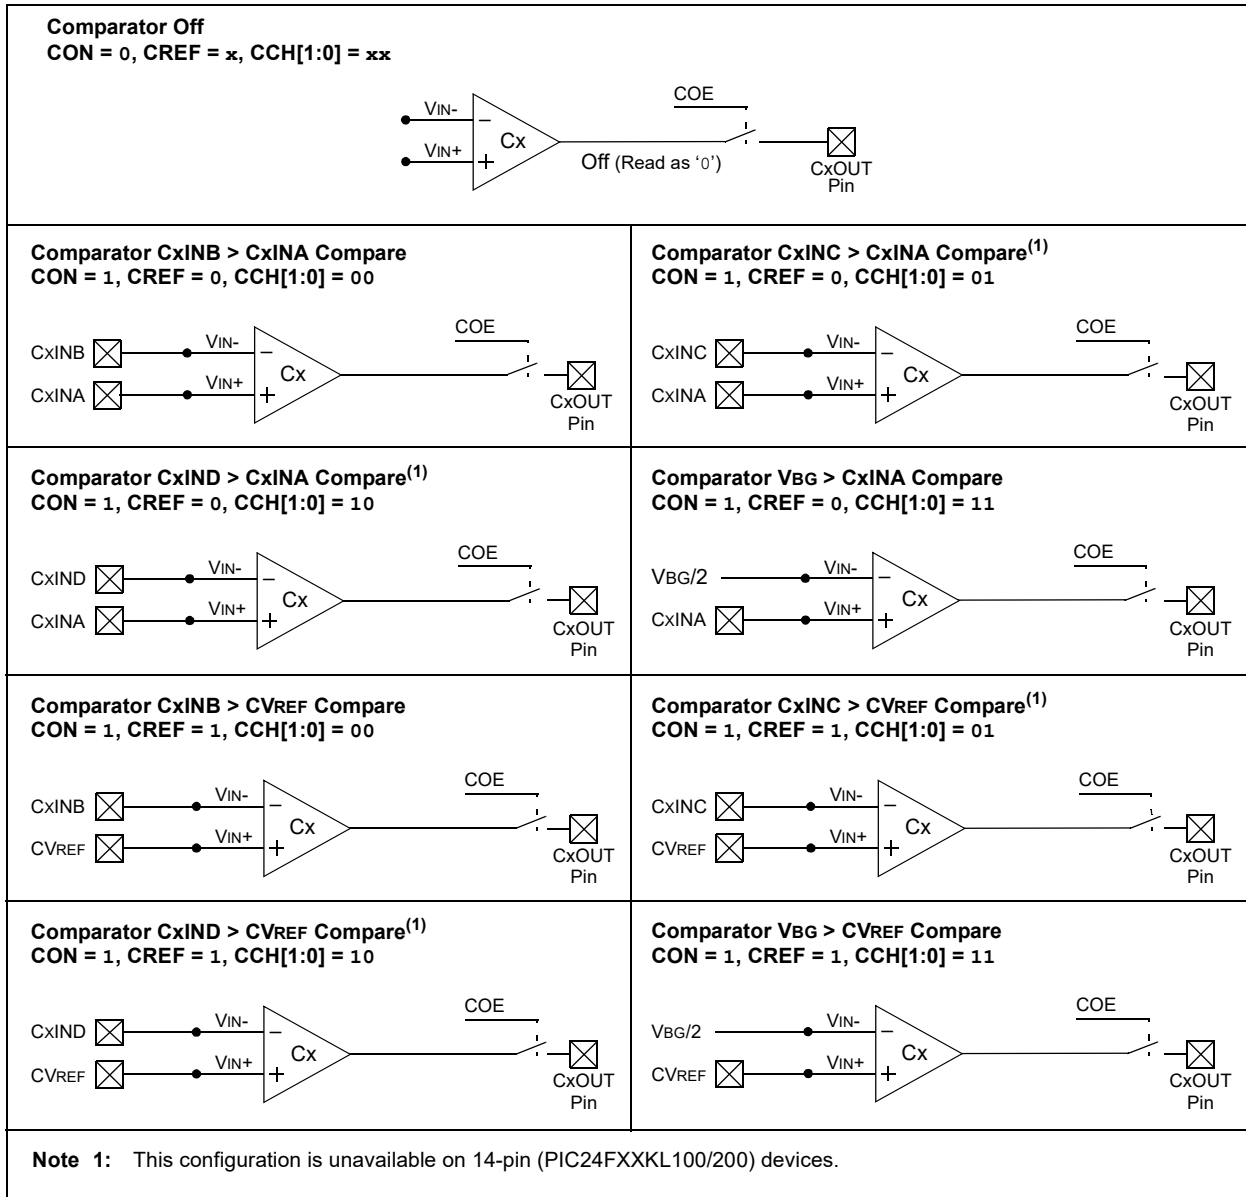 Comparator Off
CON = 0, CREF = x, CCH[1:0] = xx
COE
VIN-
−
Cx
VIN+
+
Off (Read as ‘0’)
CxOUT
Pin
Comparator CxINB > CxINA Compare
CON = 1, CREF = 0, CCH[1:0] = 00
COE
CxINB
VIN-
−
Cx
CxINA
VIN+
+
CxOUT
Pin
Comparator CxINC > CxINA Compare(1)
CON = 1, CREF = 0, CCH[1:0] = 01
COE
CxINC
VIN-
−
Cx
CxINA
VIN+
+
CxOUT
Pin
Comparator CxIND > CxINA Compare(1)
CON = 1, CREF = 0, CCH[1:0] = 10
COE
CxIND
VIN-
−
Cx
CxINA
VIN+
+
CxOUT
Pin
Comparator VBG > CxINA Compare
CON = 1, CREF = 0, CCH[1:0] = 11
COE
VBG/2
VIN-
−
Cx
CxINA
VIN+
+
CxOUT
Pin
Comparator CxINB > CVREF Compare
CON = 1, CREF = 1, CCH[1:0] = 00
COE
CxINB
VIN-
−
Cx
CVREF
VIN+
+
CxOUT
Pin
Comparator CxINC > CVREF Compare(1)
CON = 1, CREF = 1, CCH[1:0] = 01
COE
CxINC
VIN-
−
Cx
CVREF
VIN+
+
CxOUT
Pin
Comparator CxIND > CVREF Compare(1)
CON = 1, CREF = 1, CCH[1:0] = 10
COE
CxIND
VIN-
−
Cx
CVREF
VIN+
+
CxOUT
Pin
Comparator VBG > CVREF Compare
CON = 1, CREF = 1, CCH[1:0] = 11
COE
VBG/2
VIN-
−
Cx
CVREF
VIN+
+
CxOUT
Pin
Note 1: This configuration is unavailable on 14-pin (PIC24FXXKL100/200) devices.